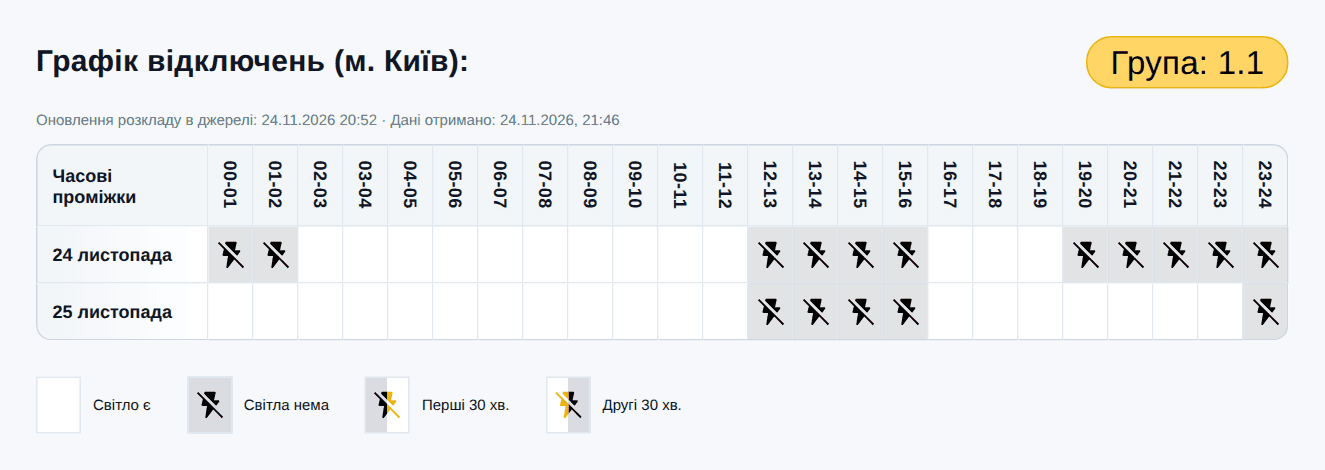 Графік відключень (м. Київ):
Група: 1.1
Оновлення розкладу в джерелі: 24.11.2026 20:52 · Дані отримано: 24.11.2026, 21:46
Часові
проміжки
00-01 01-02 02-03 03-04 04-05 05-06 06-07 07-08 08-09 09-10 10-11 11-12 12-13 13-14 14-15 15-16 16-17 17-18 18-19 19-20 20-21 21-22 22-23 23-24
24 листопада
25 листопада
Світло є Світла нема Перші 30 хв. Другі 30 хв.